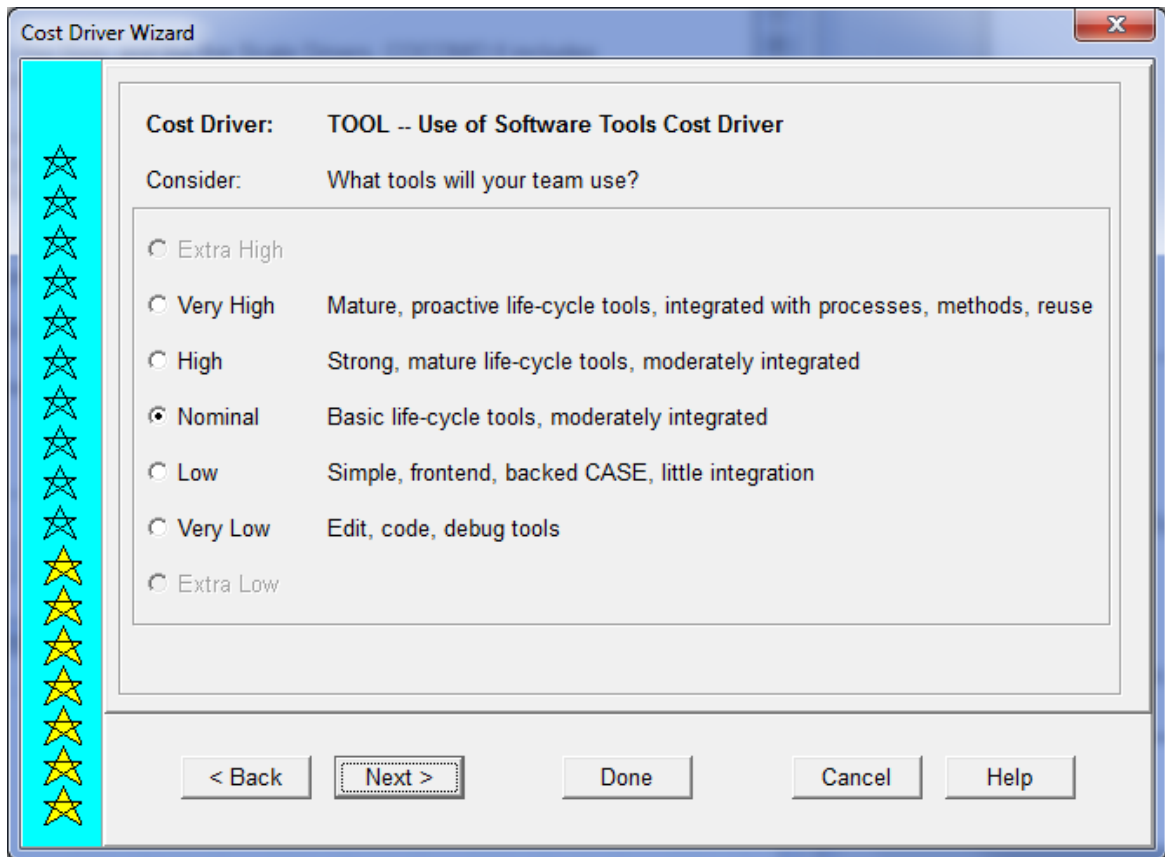 Cost Driver Wizard
Cost Driver: TOOL -- Use of Software Tools Cost Driver
Consider: What tools will your team use?
Extra High
Very High Mature, proactive life-cycle tools, integrated with processes, methods, reuse
High Strong, mature life-cycle tools, moderately integrated
Nominal Basic life-cycle tools, moderately integrated
Low Simple, frontend, backed CASE, little integration
Very Low Edit, code, debug tools
Extra Low
< Back Next > Done Cancel Help